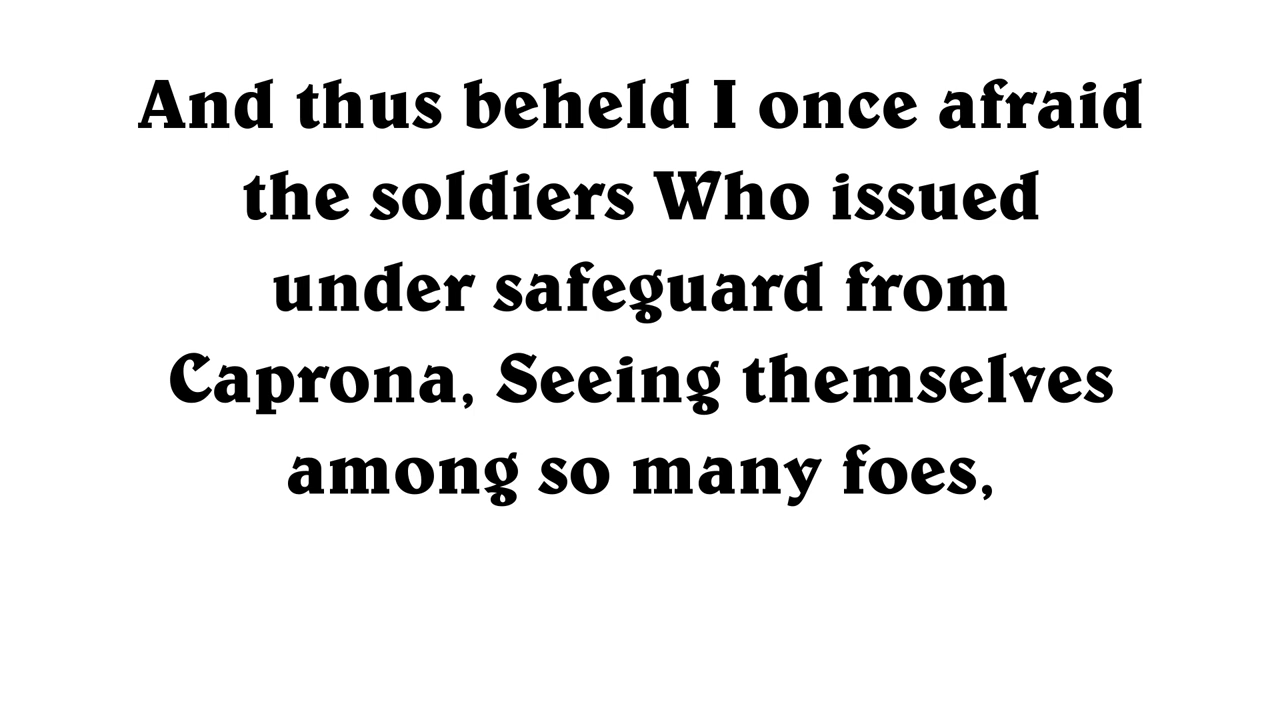 And thus beheld I once afraid
the soldiers Who issued
under safeguard from
Caprona, Seeing themselves
among so many foes,